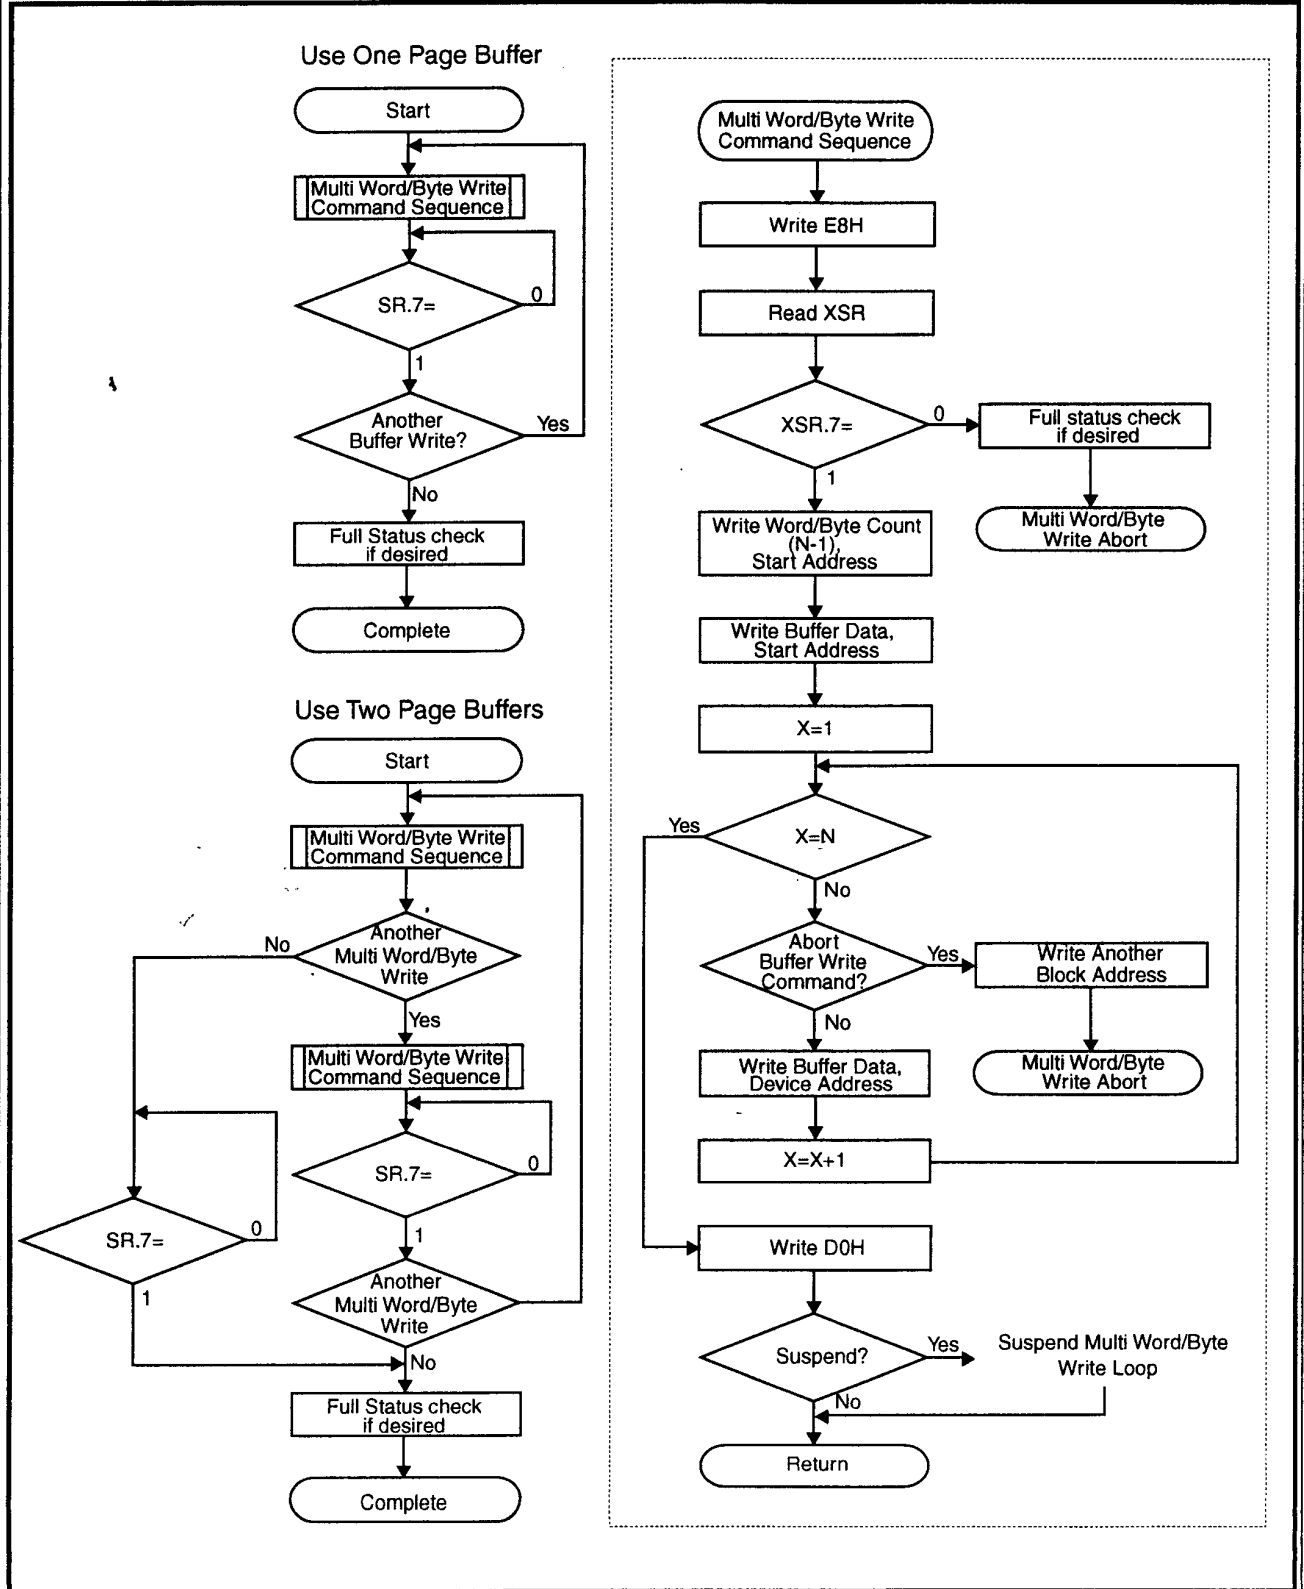 Use One Page Buffer
Start
Multi Word/Byte Write
Command Sequence
SR.7=
0
1
Another
Buffer Write?
Yes
No
Full Status check
if desired
Complete
Use Two Page Buffers
Start
Multi Word/Byte Write
Command Sequence
Another
Multi Word/Byte
Write
No
Yes
Multi Word/Byte Write
Command Sequence
SR.7=
0
1
SR.7=
0
1
Another
Multi Word/Byte
Write
No
Full Status check
if desired
Complete
Multi Word/Byte Write
Command Sequence
Write E8H
Read XSR
XSR.7=
0
Full status check
if desired
Multi Word/Byte
Write Abort
1
Write Word/Byte Count
(N-1),
Start Address
Write Buffer Data,
Start Address
X=1
X=N
Yes
No
Abort
Buffer Write
Command?
Yes
Write Another
Block Address
Multi Word/Byte
Write Abort
No
Write Buffer Data,
Device Address
X=X+1
Write D0H
Suspend?
Yes
Suspend Multi Word/Byte
Write Loop
No
Return